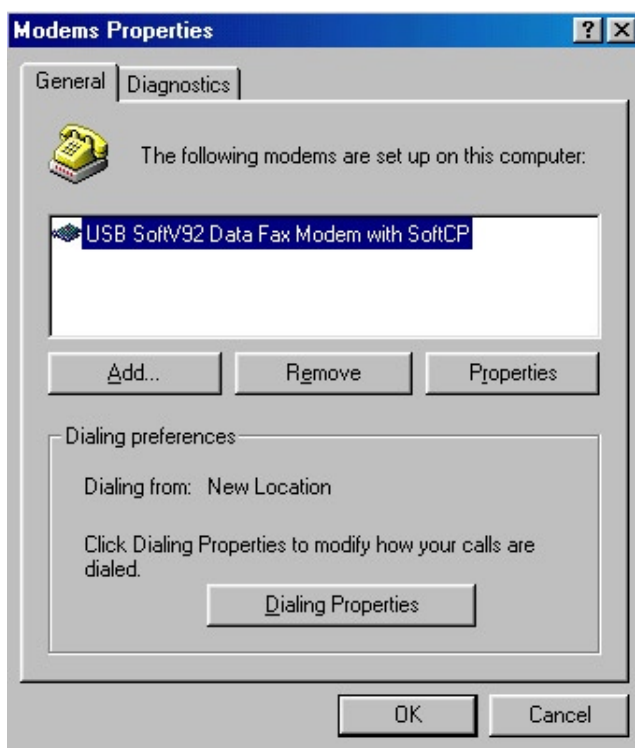 Modems Properties
General Diagnostics
The following modems are set up on this computer:
USB SoftV92 Data Fax Modem with SoftCP
Add... Remove Properties
Dialing preferences
Dialing from: New Location
Click Dialing Properties to modify how your calls are
dialed.
Dialing Properties
OK Cancel